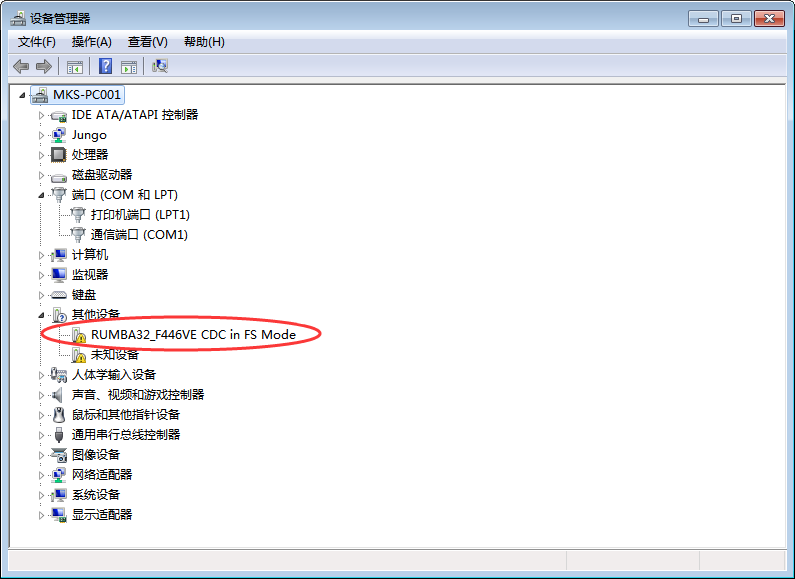 设备管理器
文件(F) 操作(A) 查看(V) 帮助(H)
MKS-PC001
IDE ATA/ATAPI 控制器
Jungo
处理器
磁盘驱动器
端口 (COM 和 LPT)
打印机端口 (LPT1)
通信端口 (COM1)
计算机
监视器
键盘
其他设备
RUMBA32_F446VE CDC in FS Mode
未知设备
人体学输入设备
声音、视频和游戏控制器
鼠标和其他指针设备
通用串行总线控制器
图像设备
网络适配器
系统设备
显示适配器